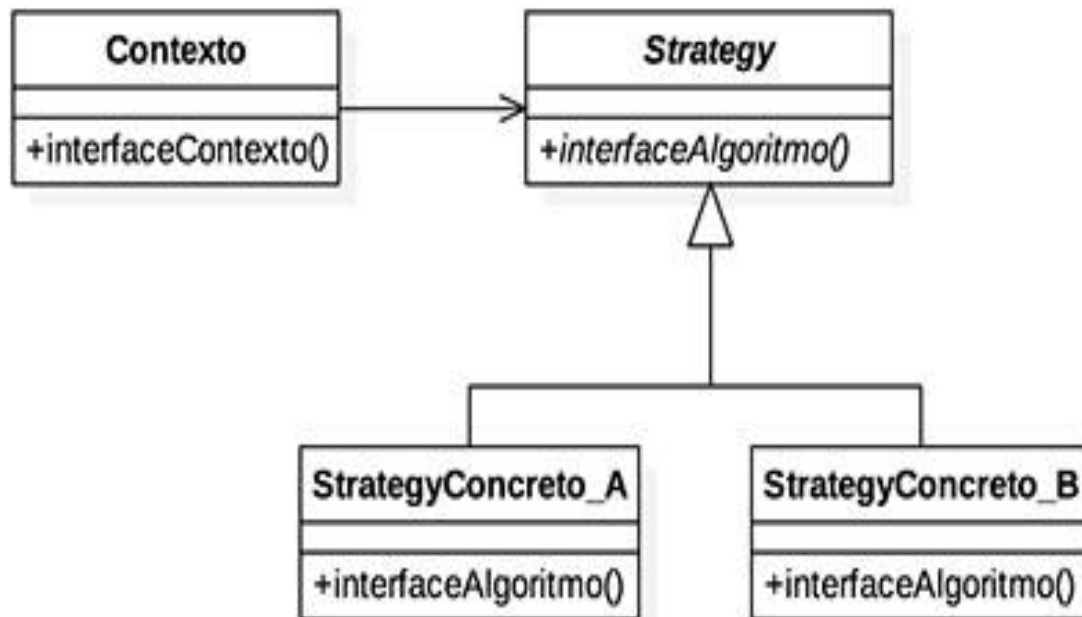 Contexto
+interfaceContexto()
Strategy
+interfaceAlgoritmo()
StrategyConcreto_A
+interfaceAlgoritmo()
StrategyConcreto_B
+interfaceAlgoritmo()